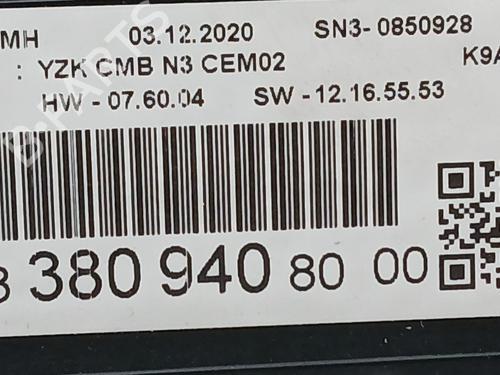 MH 03.12.2020 SN3- 0850928
: YZK CMB N3 CEM02 K9A
HW - 07.60.04 SW - 12.16.55.53
380 940 80 00